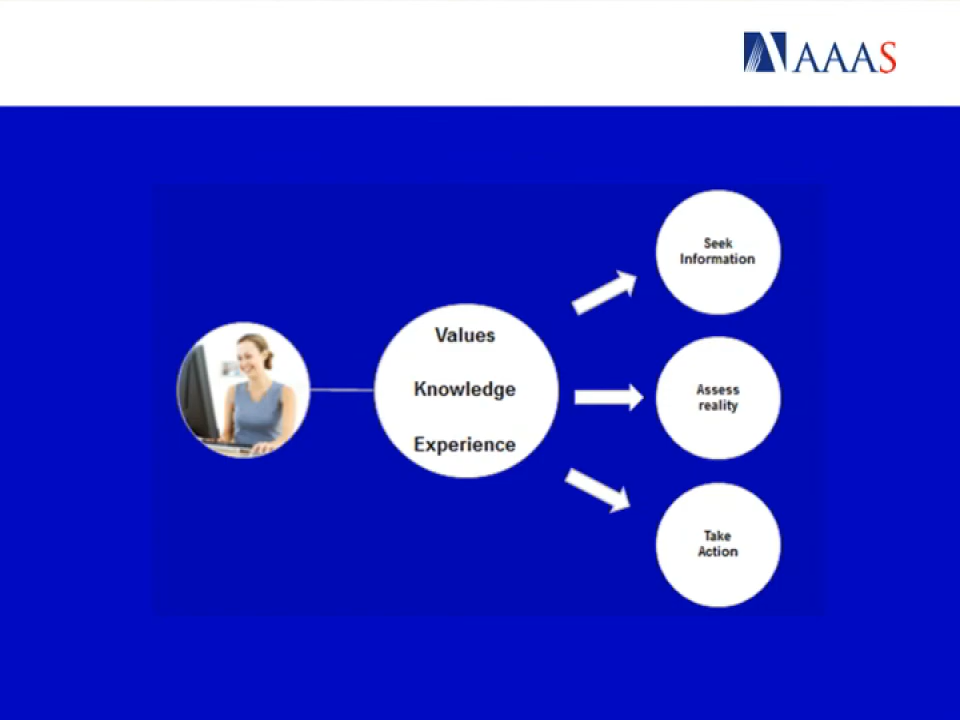 AAAS
Seek
Information
Values
Knowledge
Experience
Assess
reality
Take
Action